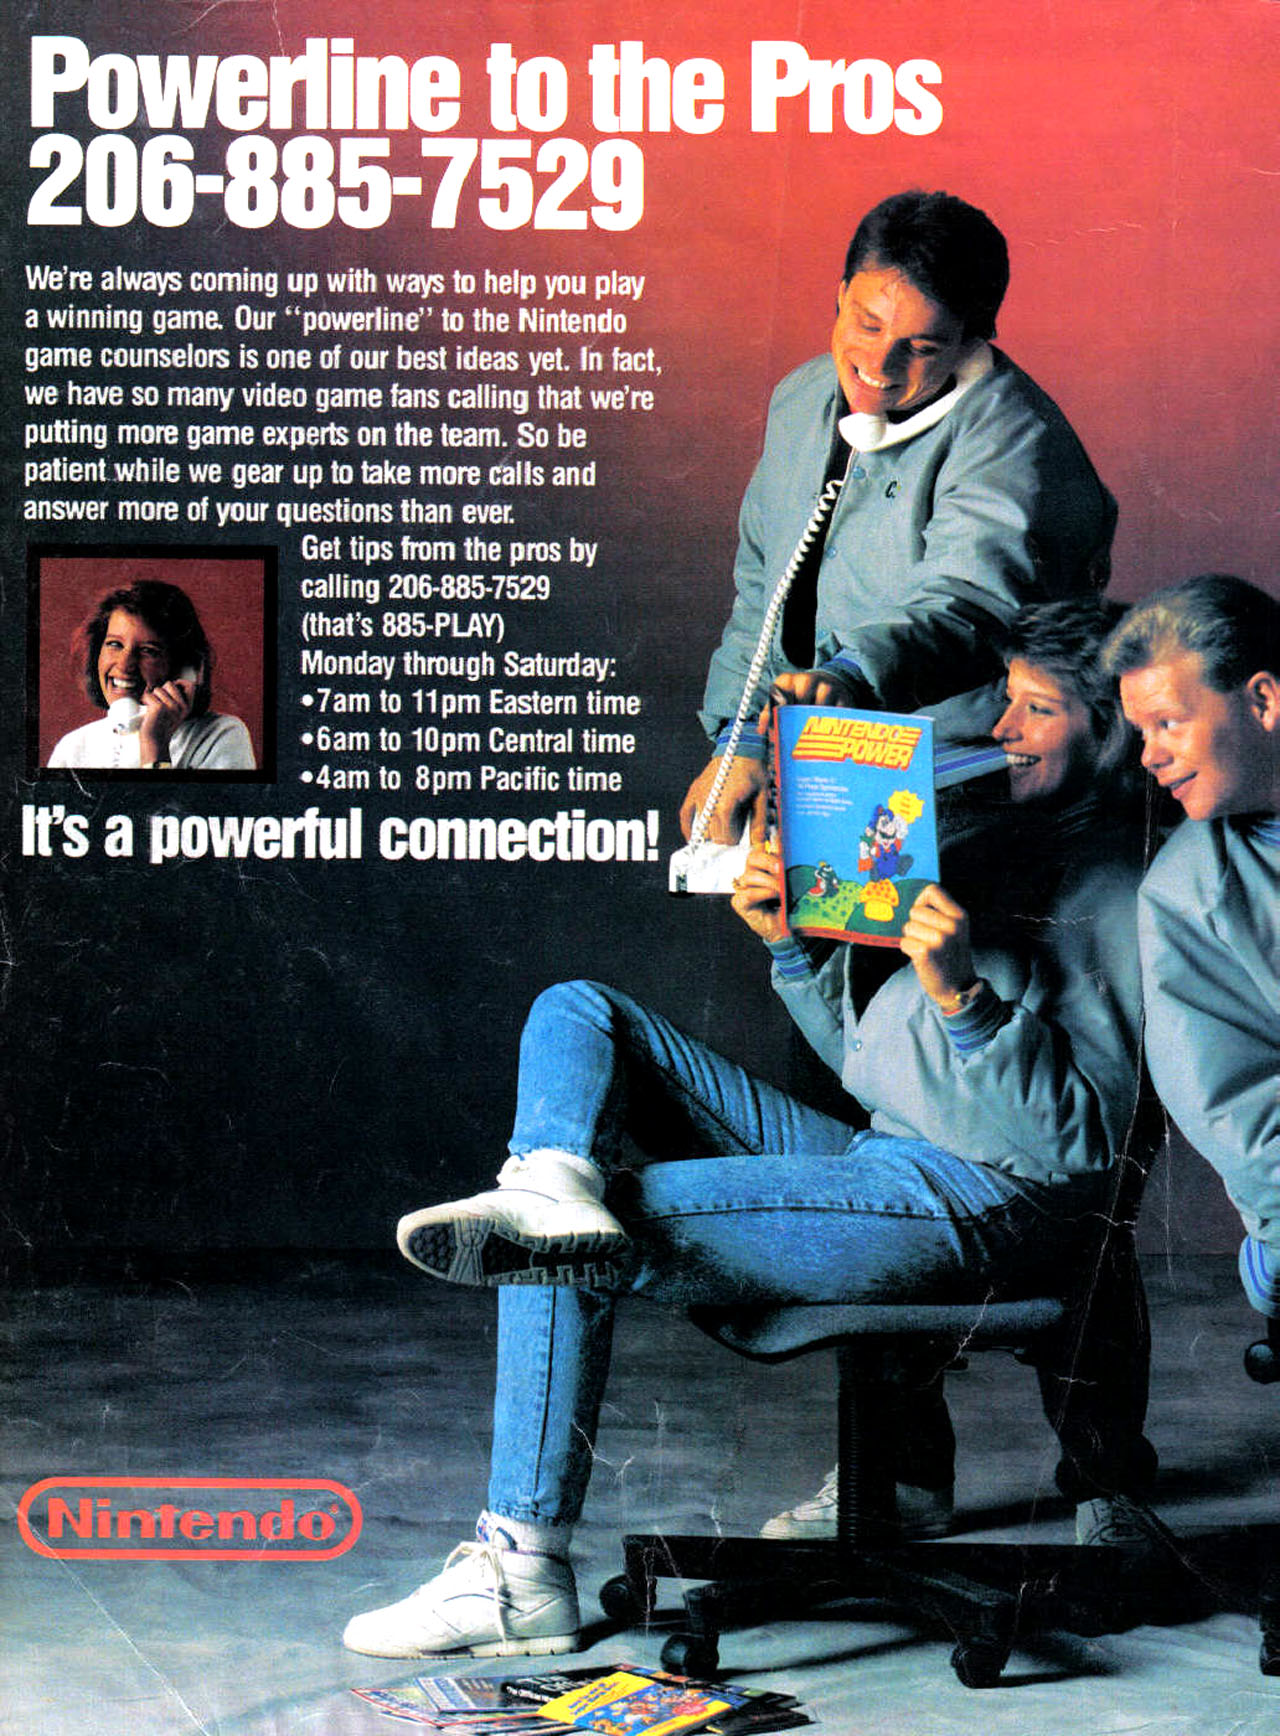 Powerline to the Pros
206-885-7529
We're always coming up with ways to help you play
a winning game. Our "powerline" to the Nintendo
game counselors is one of our best ideas yet. In fact,
we have so many video game fans calling that we're
putting more game experts on the team. So be
patient while we gear up to take more calls and
answer more of your questions than ever.
Get tips from the pros by
calling 206-885-7529
(that's 885-PLAY)
Monday through Saturday:
•7am to 11pm Eastern time
•6am to 10pm Central time
•4am to 8pm Pacific time
It's a powerful connection!
C.
NINTENDO
POWER
Nintendo®